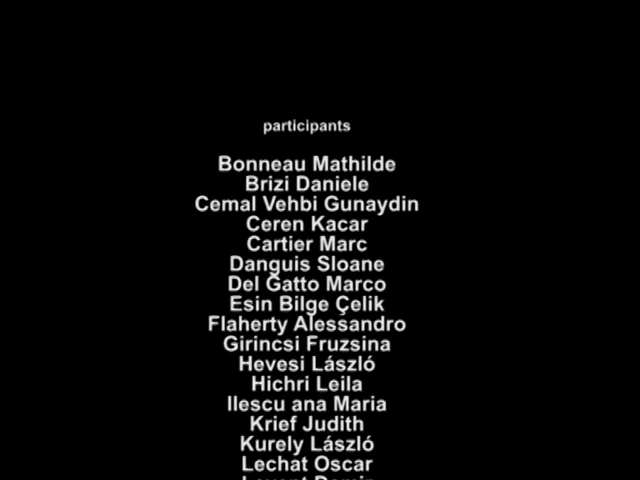 participants
Bonneau Mathilde
Brizi Daniele
Cemal Vehbi Gunaydin
Ceren Kacar
Cartier Marc
Danguis Sloane
Del Gatto Marco
Esin Bilge Çelik
Flaherty Alessandro
Girincsi Fruzsina
Hevesi László
Hichri Leila
Ilescu ana Maria
Krief Judith
Kurely László
Lechat Oscar